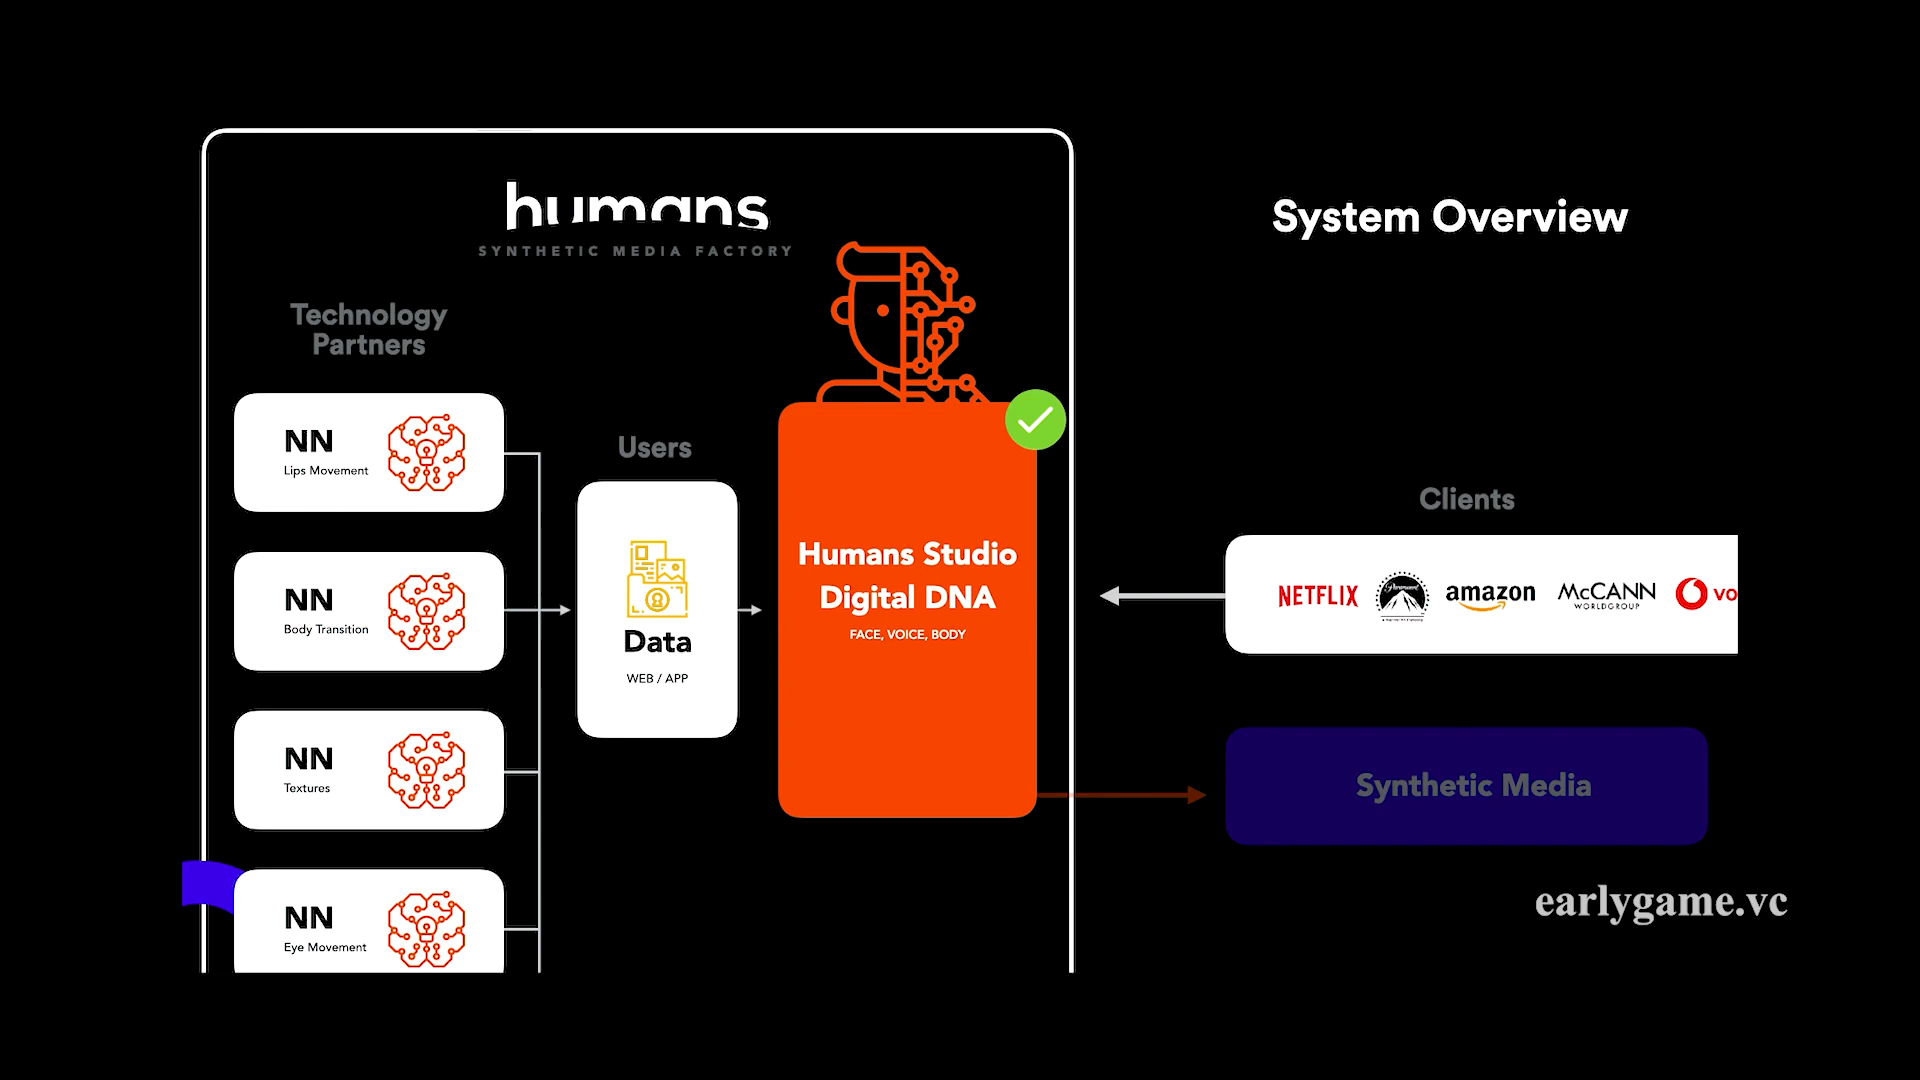 humans
SYNTHETIC MEDIA FACTORY
System Overview
Technology
Partners
NN
Lips Movement
NN
Body Transition
NN
Textures
NN
Eye Movement
Users
Data
WEB / APP
Humans Studio
Digital DNA
FACE, VOICE, BODY
Clients
NETFLIX
Paramount
amazon
McCANN
WORLDGROUP
vo
Synthetic Media
earlygame.vc